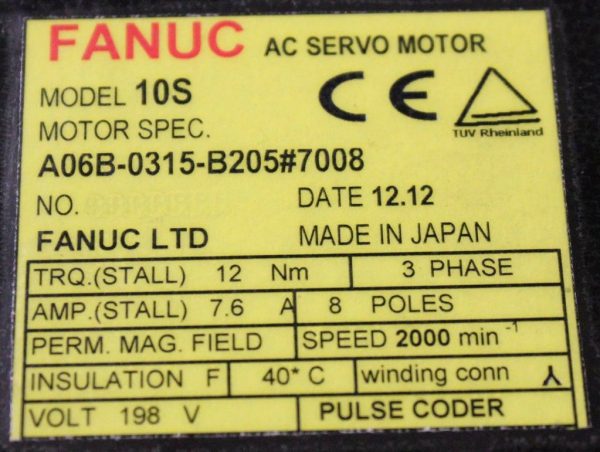 FANUC AC SERVO MOTOR
MODEL 10S
MOTOR SPEC.
TUV Rheinland
A06B-0315-B205#7008
NO. DATE 12.12
FANUC LTD MADE IN JAPAN
TRQ.(STALL) 12 Nm 3 PHASE
AMP.(STALL) 7.6 A 8 POLES
PERM. MAG. FIELD SPEED 2000 min -1
INSULATION F 40* C winding conn
VOLT 198 V PULSE CODER